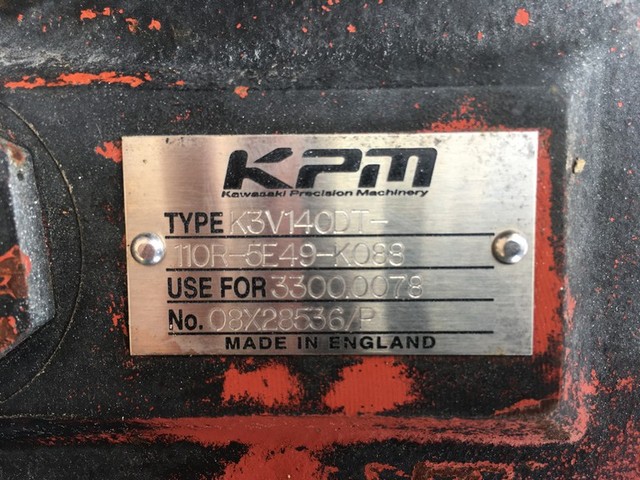 KPM
Kawasaki Precision Machinery
TYPE K3V140DT-
110R-5E49-K088
USE FOR 3300.0078
No. 08X28536/P
MADE IN ENGLAND